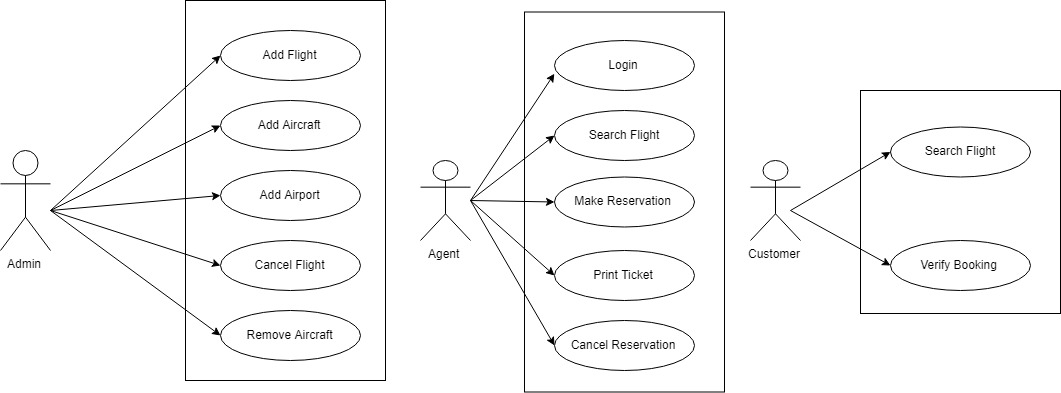 Admin
Add Flight
Add Aircraft
Add Airport
Cancel Flight
Remove Aircraft
Agent
Login
Search Flight
Make Reservation
Print Ticket
Cancel Reservation
Customer
Search Flight
Verify Booking